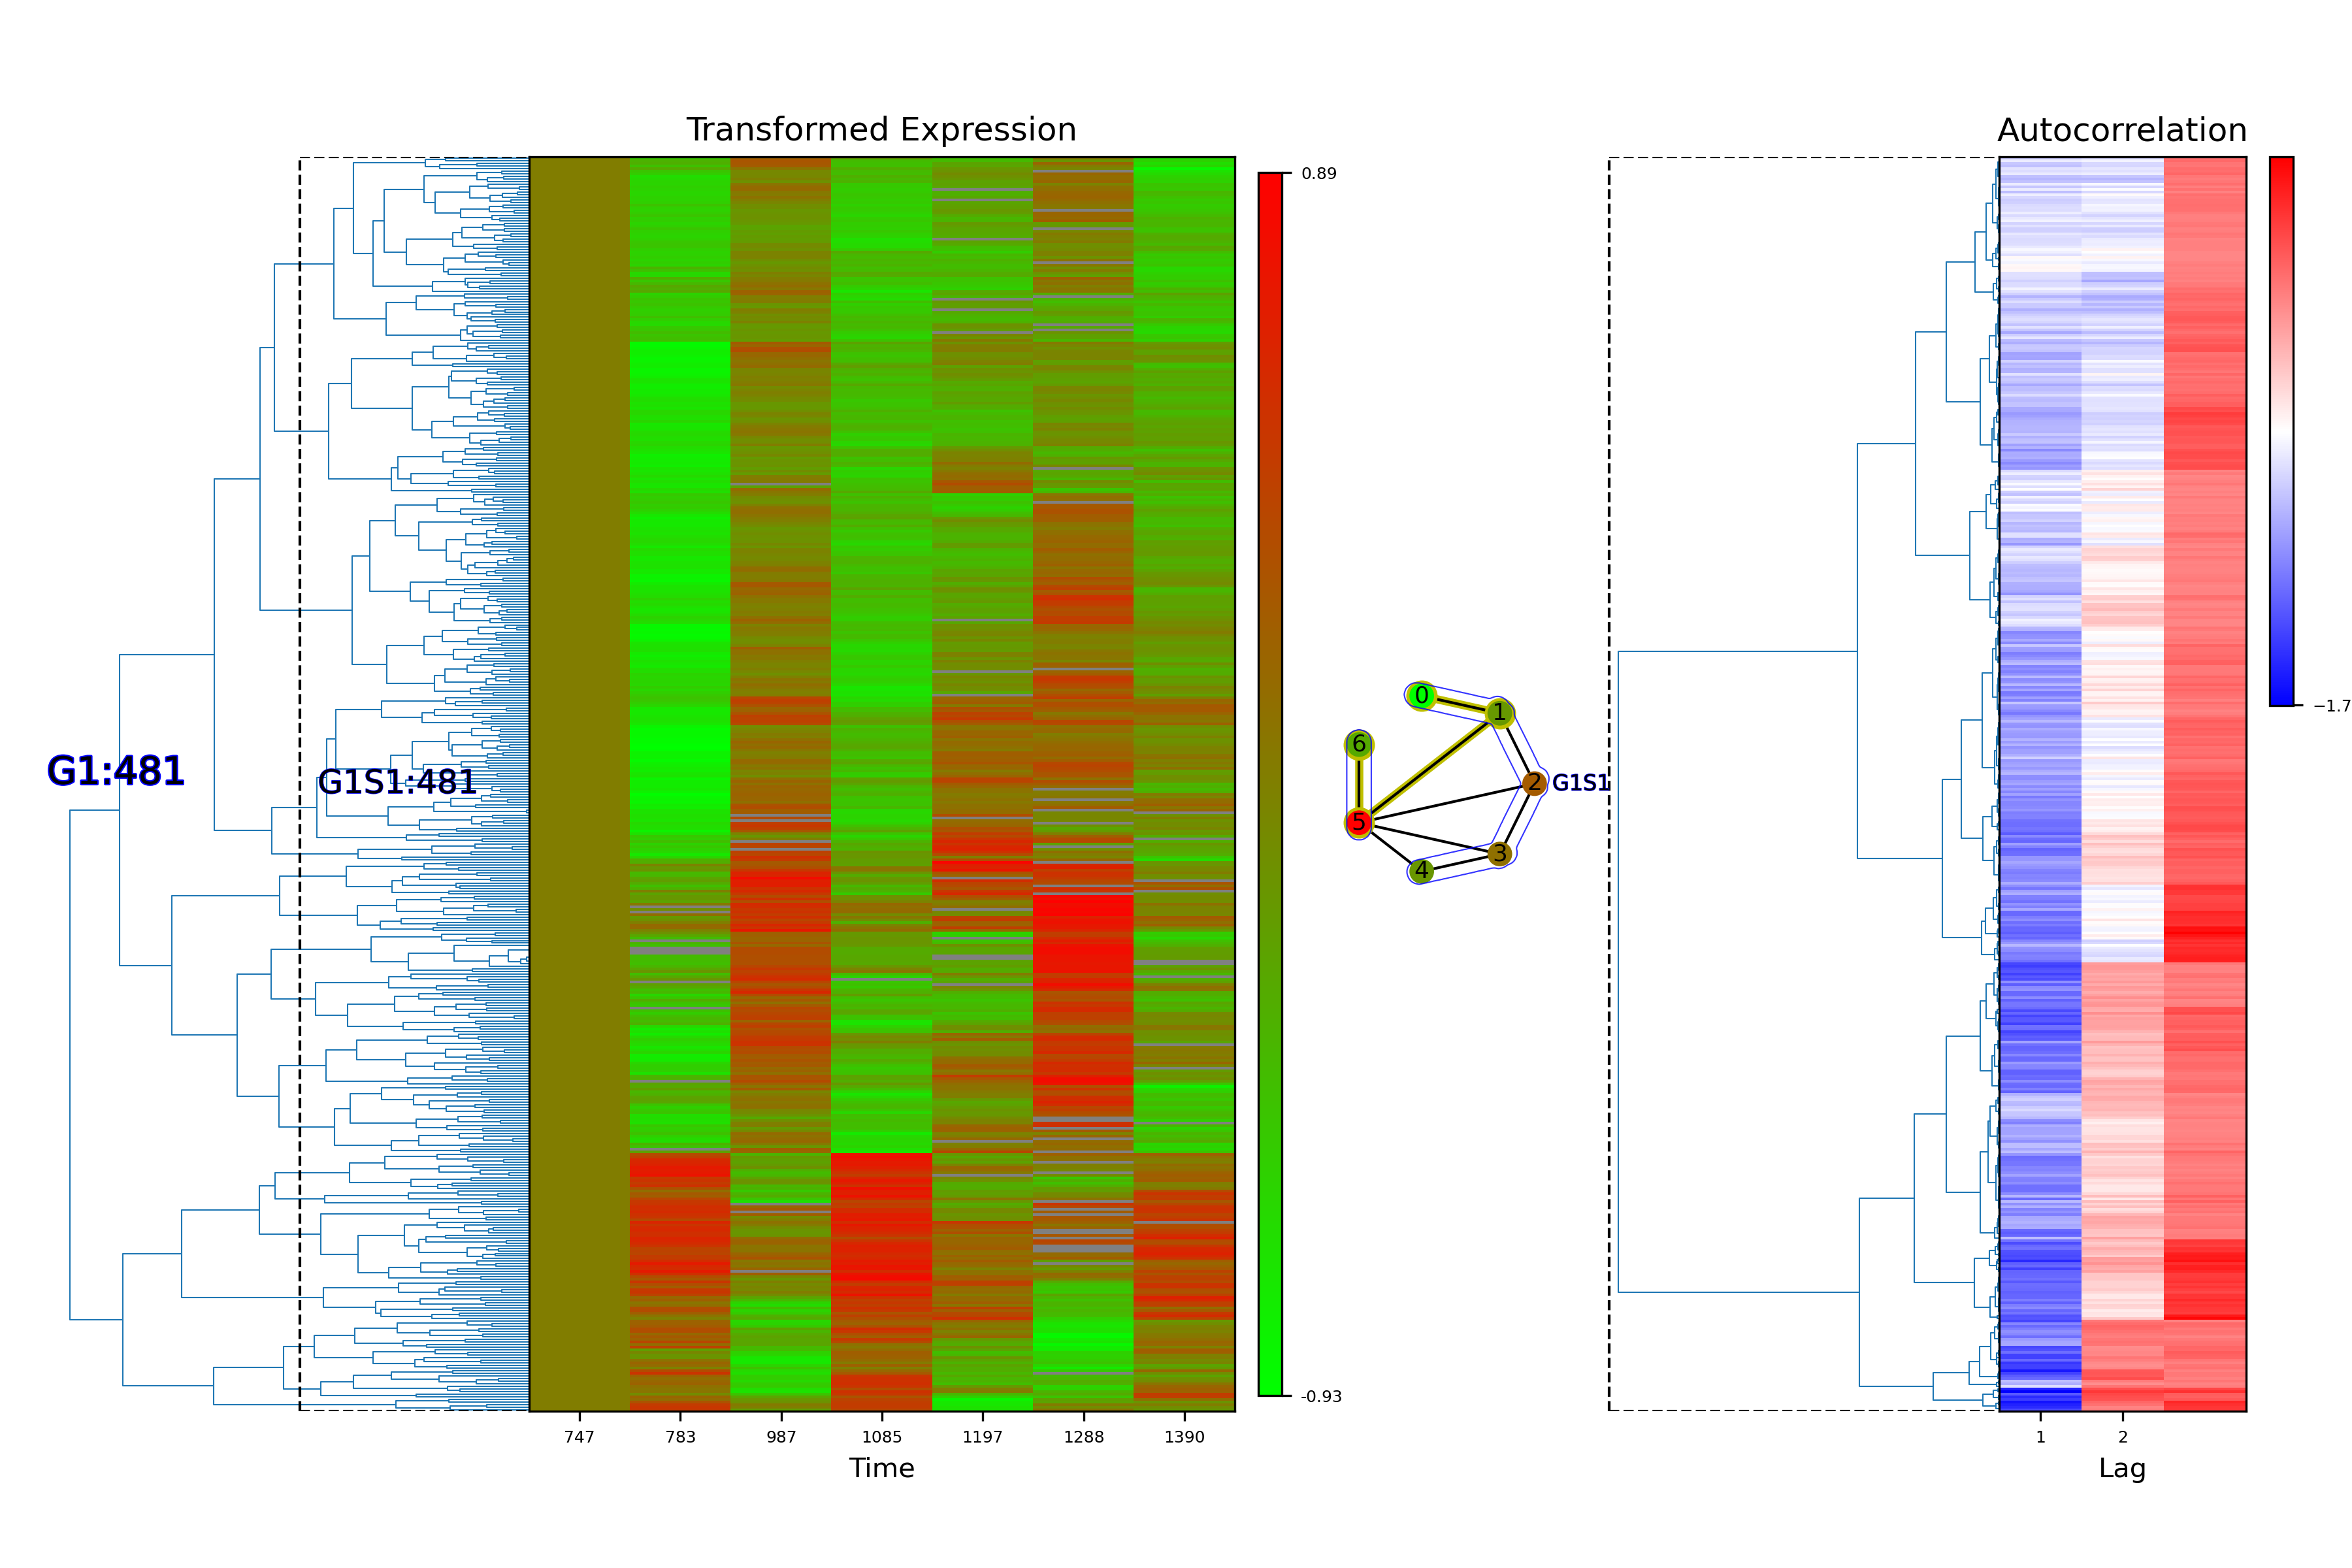 Transformed Expression
Autocorrelation
0.89
0
1
6
G1:481
G1S1:481
2
G1S1
5
3
4
−1.7
-0.93
747
783
987
1085
1197
1288
1390
1
2
Time
Lag